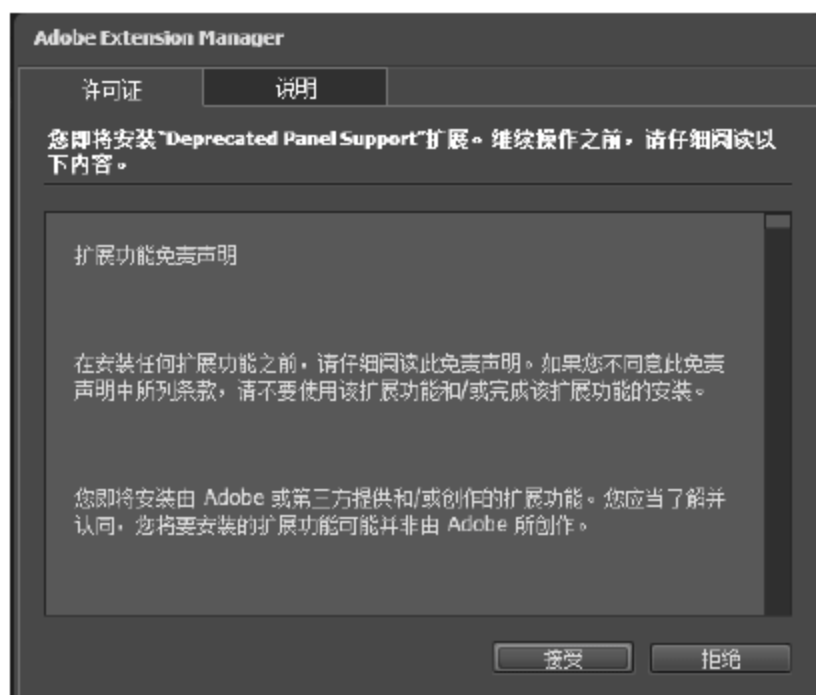 Adobe Extension Manager
许可证
说明
您即将安装"Deprecated Panel Support"扩展。继续操作之前，请仔细阅读以
下内容。
扩展功能免责声明
在安装任何扩展功能之前，请仔细阅读此免责声明。如果您不同意此免责
声明中所列条款，请不要使用该扩展功能和/或完成该扩展功能的安装。
您即将安装由 Adobe 或第三方提供和/或创作的扩展功能。您应当了解并
认同，您将要安装的扩展功能可能并非由 Adobe 所创作。
接受
拒绝